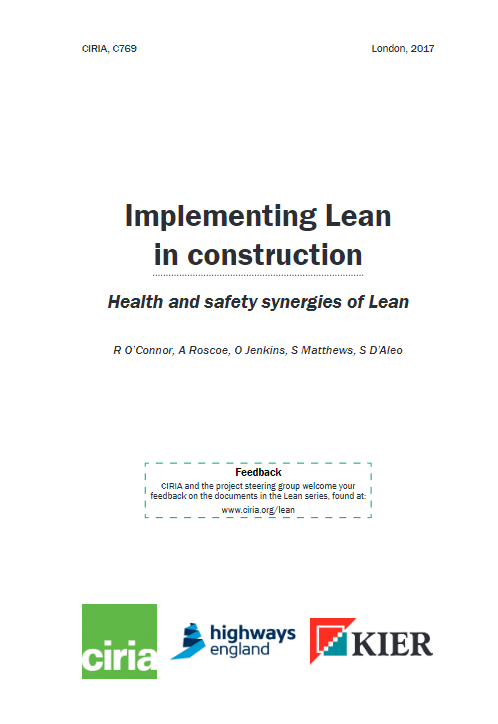 CIRIA, C769
London, 2017
Implementing Lean
in construction
Health and safety synergies of Lean
R O'Connor, A Roscoe, O Jenkins, S Matthews, S D'Aleo
Feedback
CIRIA and the project steering group welcome your
feedback on the documents in the Lean series, found at:
www.ciria.org/lean
ciria
highways
england
KIER